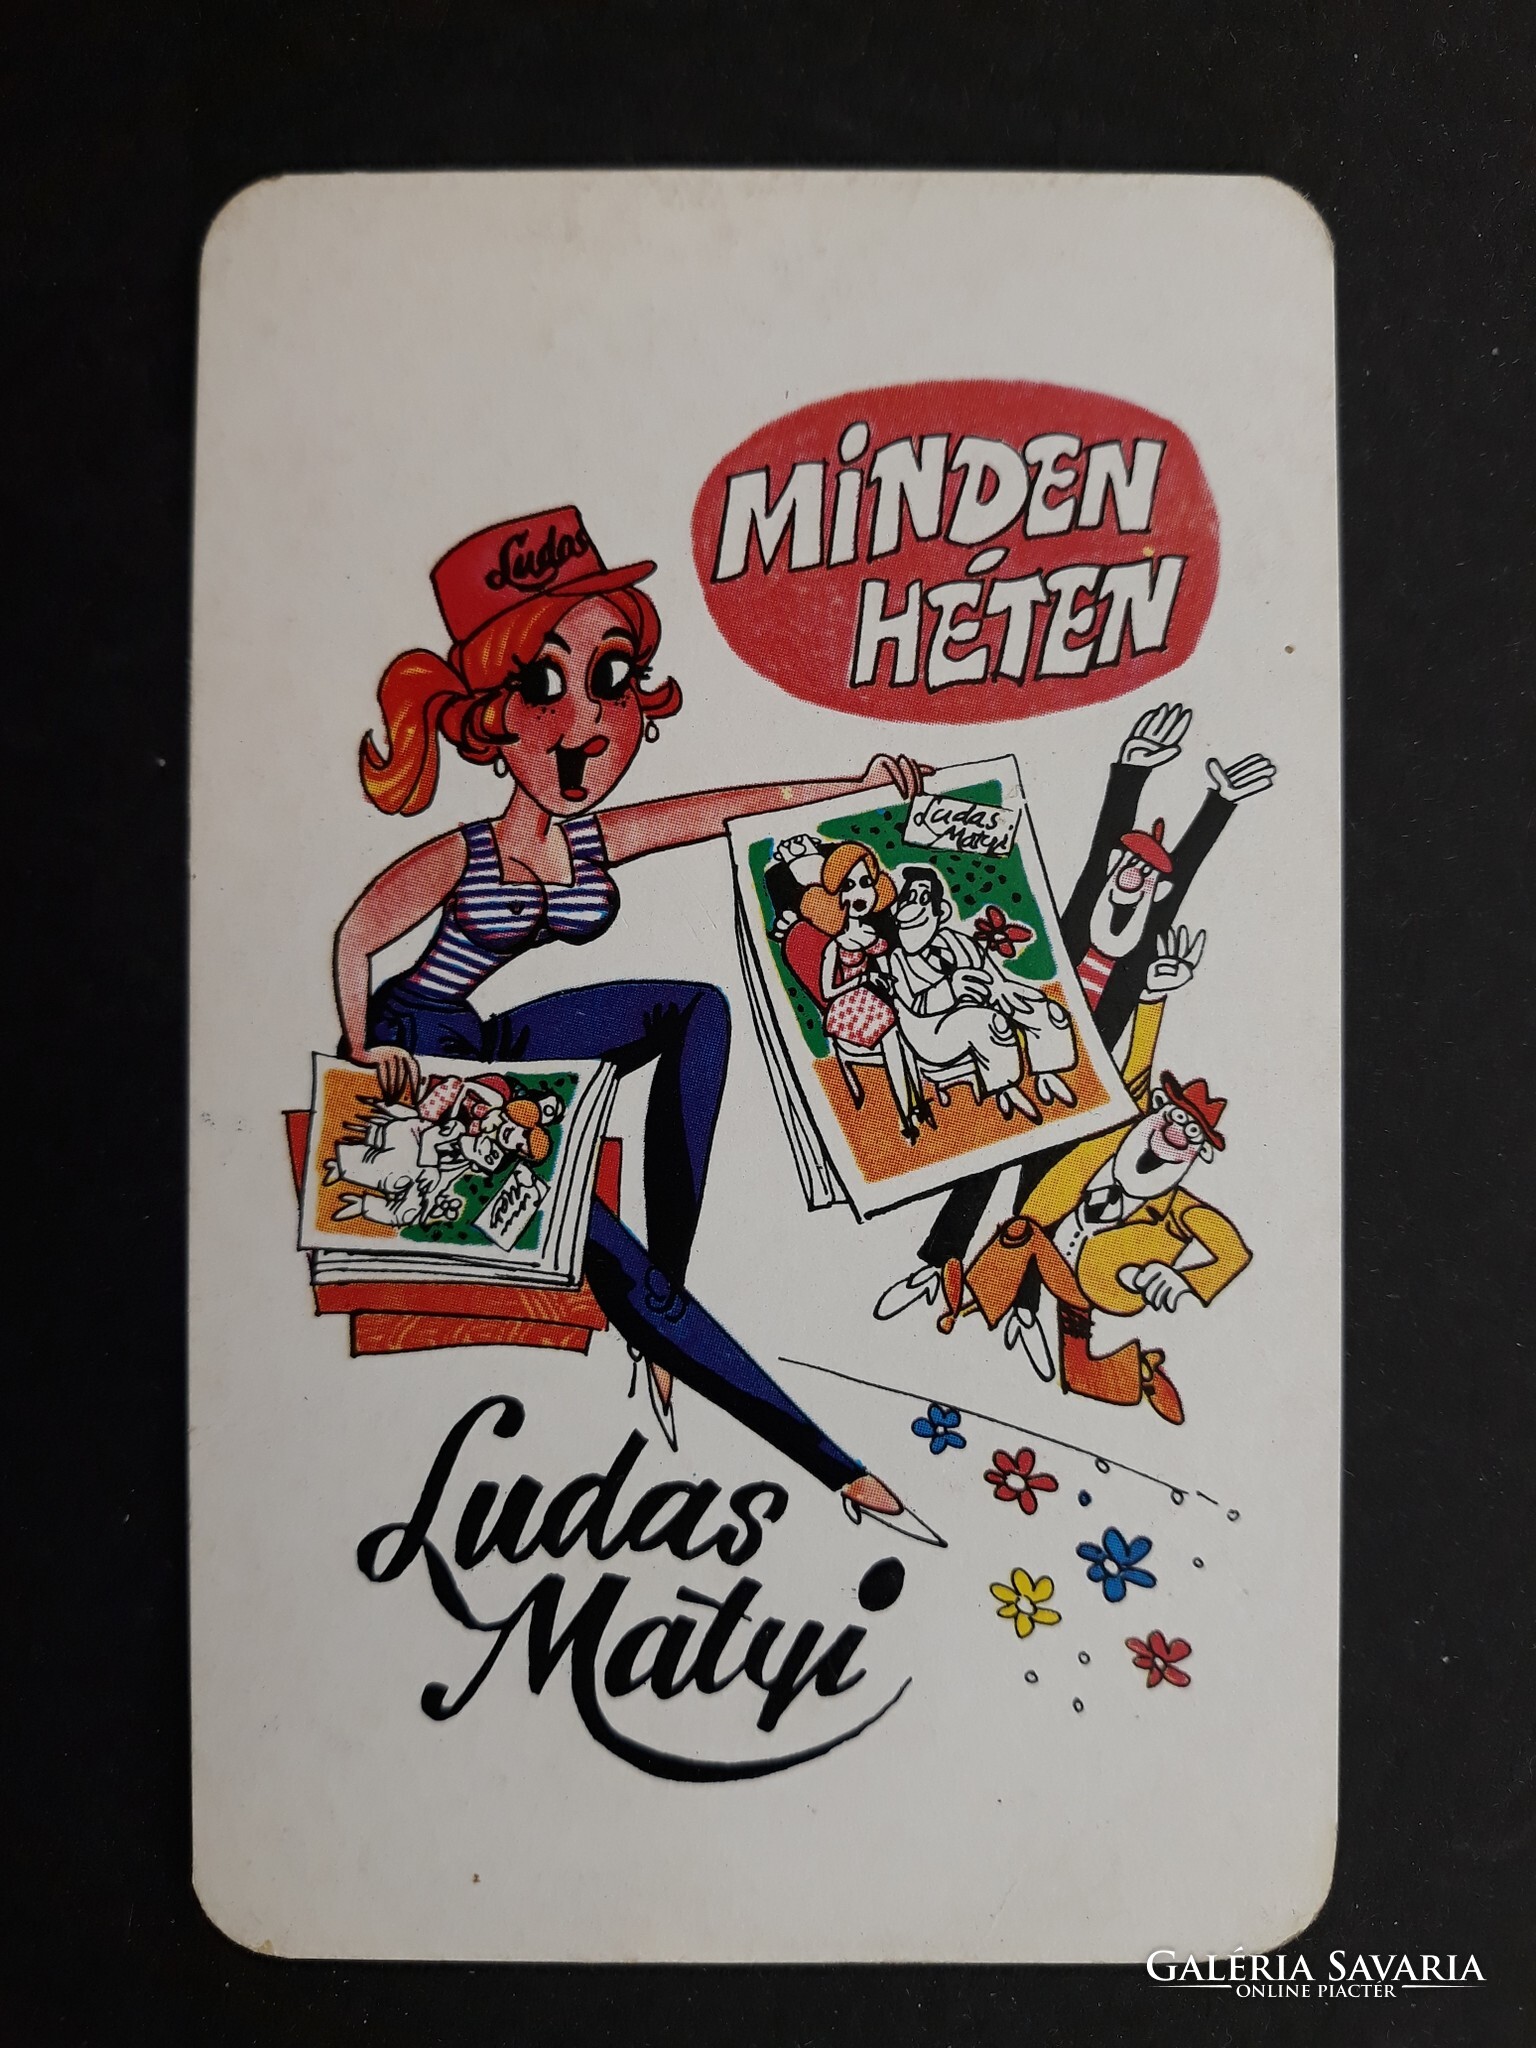 MiNDEN
HÉTEN
Ludas
Ludas
Matyi
Ludas
Matyi
GALÉRIA SAVARIA
ONLINE PIACTÉR